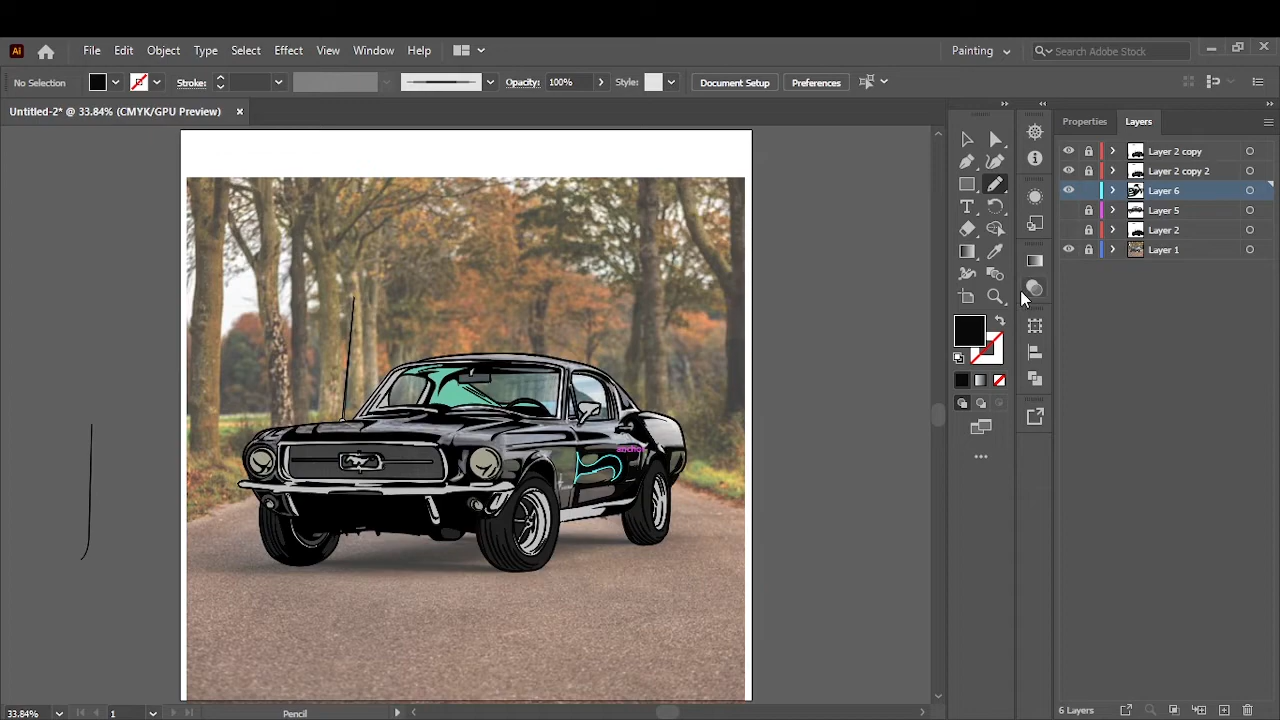 Ai File Edit Object Type Select Effect View Window Help Painting Search Adobe Stock
No Selection Stroke: Opacity: 100% Style: Document Setup Preferences
Untitled-2* @ 33.84% (CMYK/GPU Preview) ×
Properties Layers
Layer 2 copy
Layer 2 copy 2
Layer 6
Layer 5
Layer 2
Layer 1
anchor
33.84% 1 Pencil 6 Layers